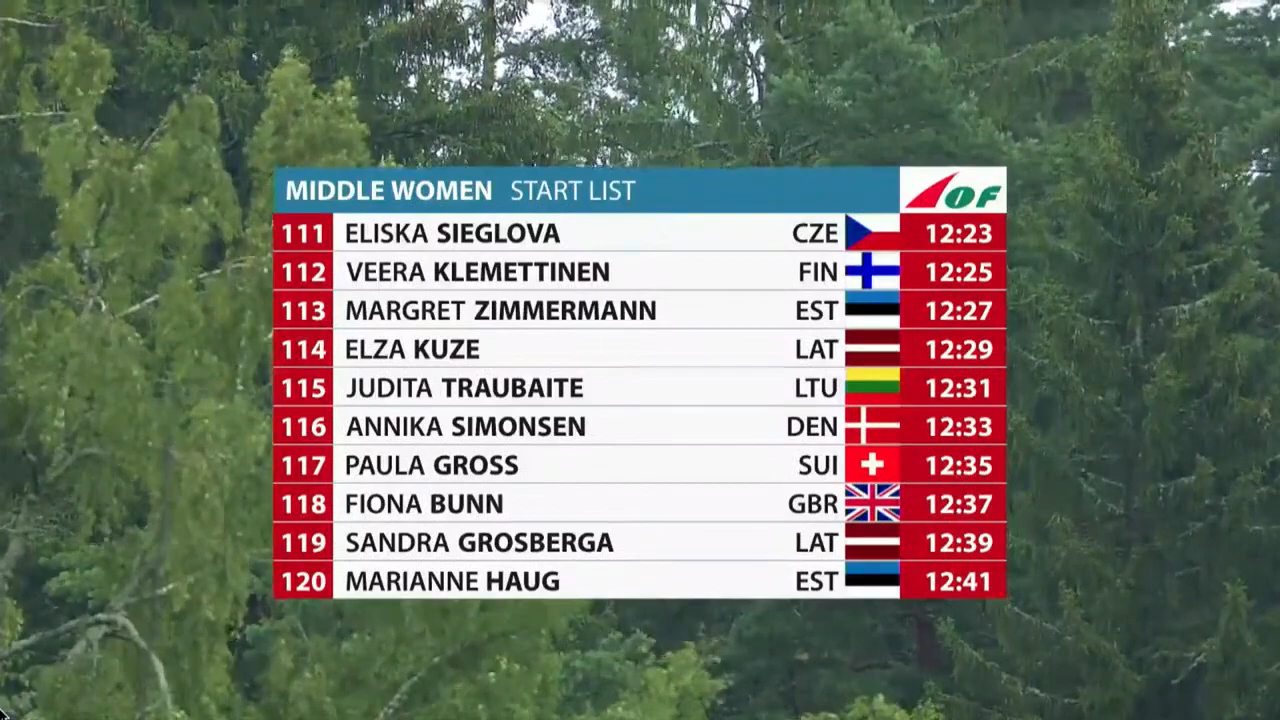 MIDDLE WOMEN START LIST IOF
111 ELISKA SIEGLOVA CZE 12:23
112 VEERA KLEMETTINEN FIN 12:25
113 MARGRET ZIMMERMANN EST 12:27
114 ELZA KUZE LAT 12:29
115 JUDITA TRAUBAITE LTU 12:31
116 ANNIKA SIMONSEN DEN 12:33
117 PAULA GROSS SUI 12:35
118 FIONA BUNN GBR 12:37
119 SANDRA GROSBERGA LAT 12:39
120 MARIANNE HAUG EST 12:41